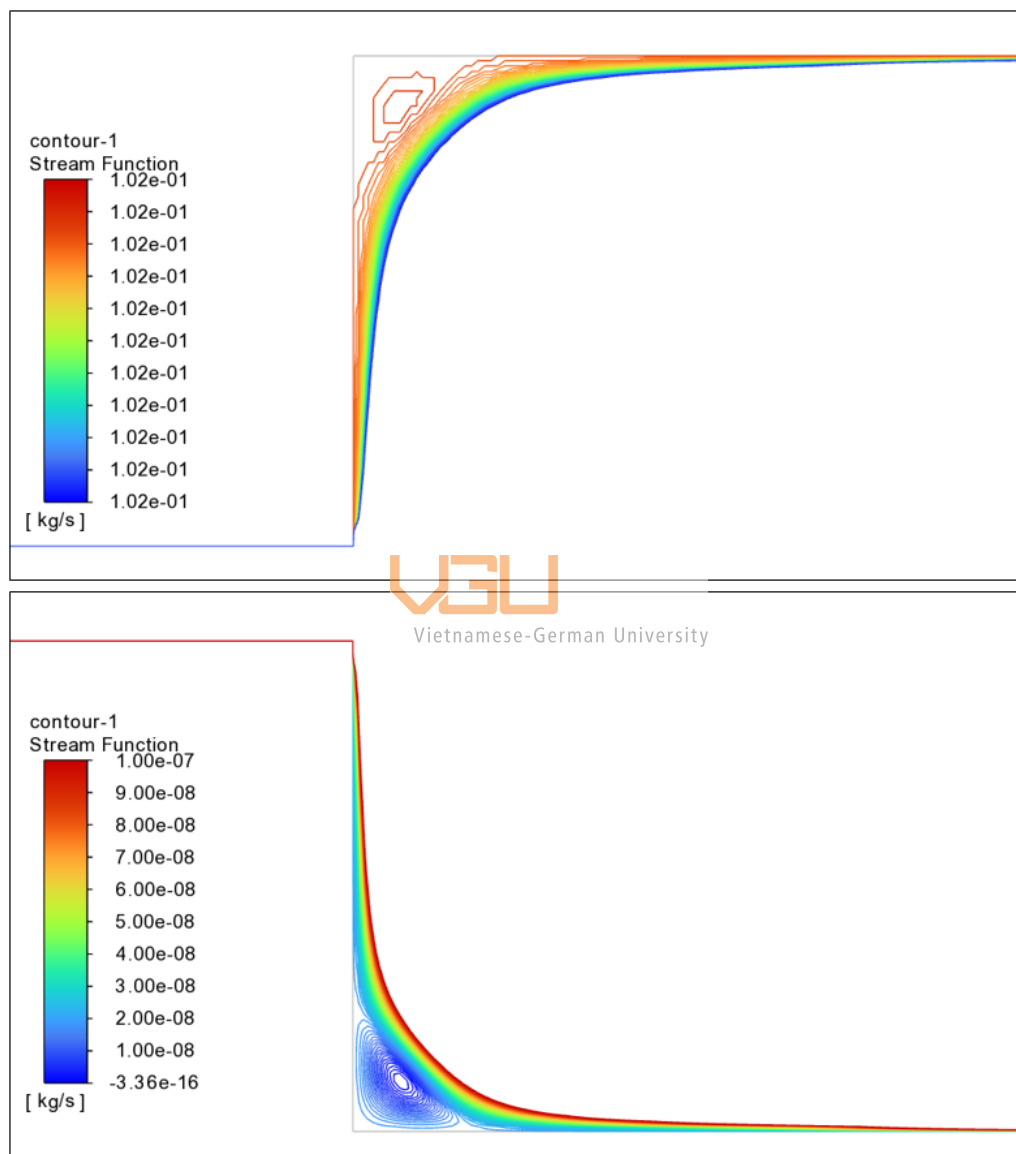 contour-1
Stream Function
1.02e-01
1.02e-01
1.02e-01
1.02e-01
1.02e-01
1.02e-01
1.02e-01
1.02e-01
1.02e-01
1.02e-01
1.02e-01
[ kg/s ]
VGU
Vietnamese-German University
contour-1
Stream Function
1.00e-07
9.00e-08
8.00e-08
7.00e-08
6.00e-08
5.00e-08
4.00e-08
3.00e-08
2.00e-08
1.00e-08
-3.36e-16
[ kg/s ]